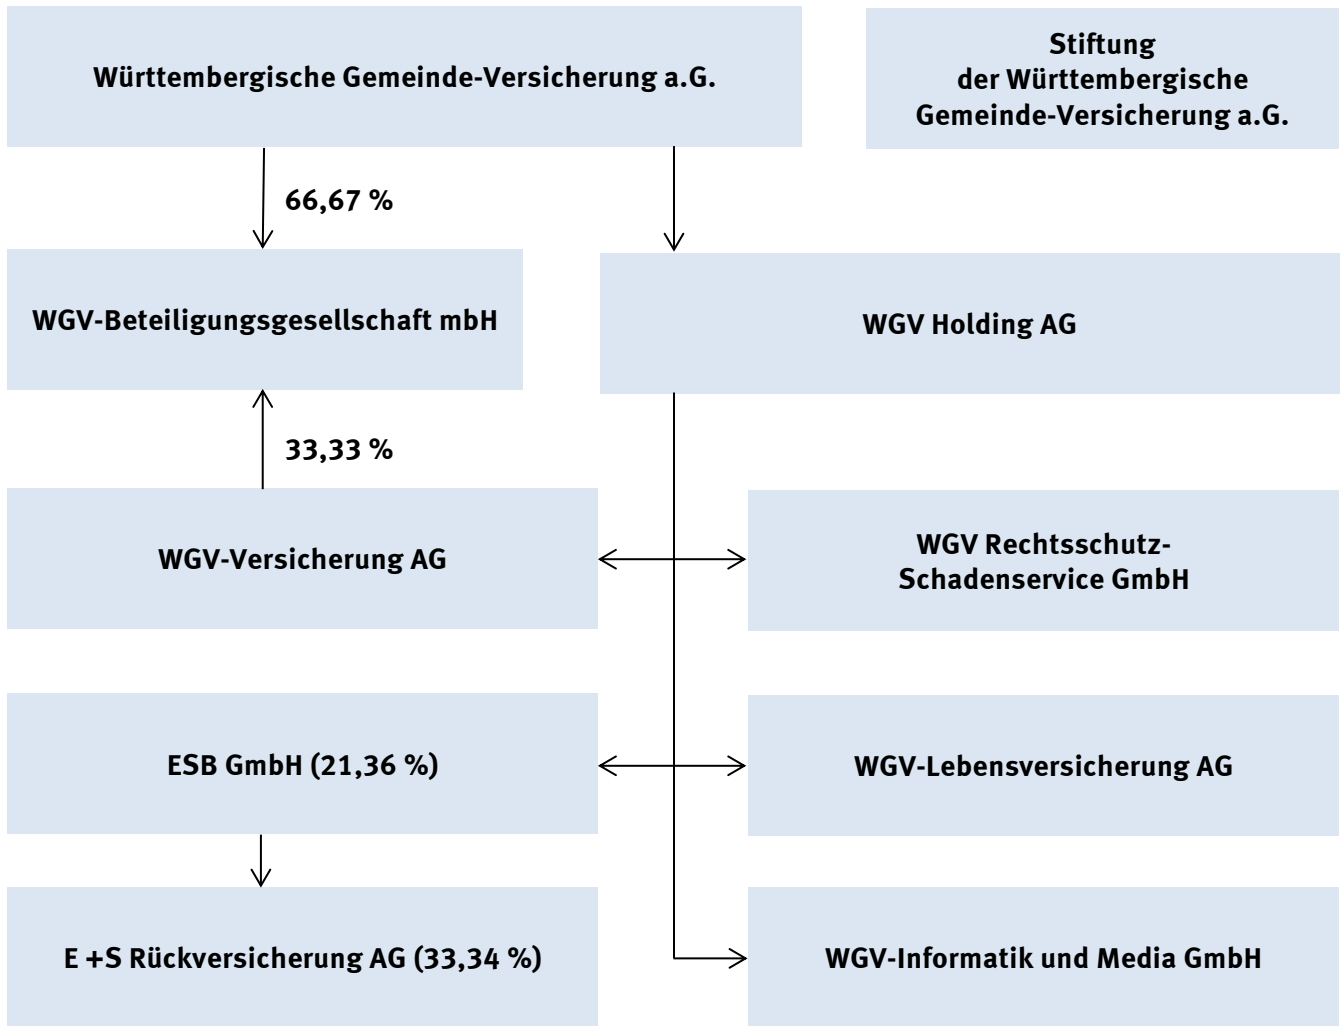 Württembergische Gemeinde-Versicherung a.G.
Stiftung
der Württembergische
Gemeinde-Versicherung a.G.
66,67 %
WGV-Beteiligungsgesellschaft mbH
WGV Holding AG
33,33 %
WGV-Versicherung AG
WGV Rechtsschutz-
Schadenservice GmbH
ESB GmbH (21,36 %)
WGV-Lebensversicherung AG
E +S Rückversicherung AG (33,34 %)
WGV-Informatik und Media GmbH